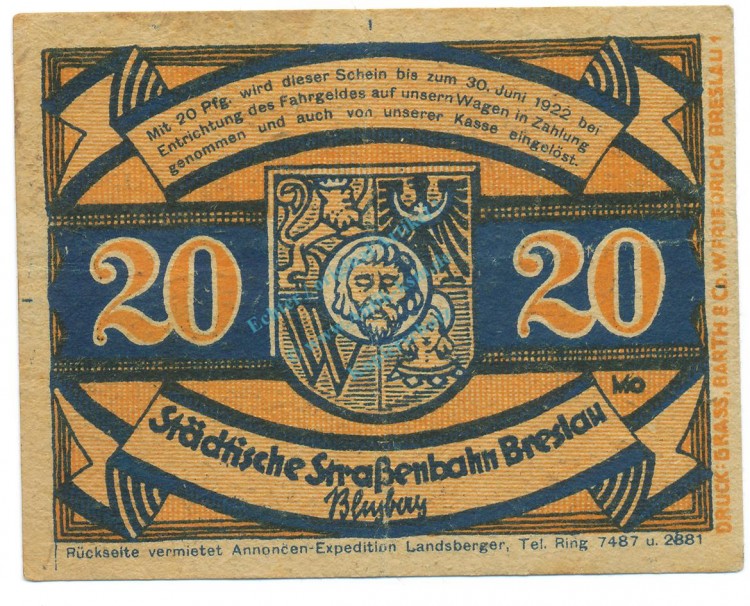 Mit 20 Pfg. wird dieser Schein bis zum 30. Juni 1922 bei
Entrichtung des Fahrgeldes auf unsern Wagen in Zahlung
genommen und auch von unserer Kasse eingelöst.
20
20
W
MO
Städtische Straßenbahn Breslau
Rückseite vermietet Annoncen-Expedition Landsberger, Tel. Ring 7487 u. 2881
DRUCK: GRASS, BARTH & Co. W. FRIEDRICH BRESLAU 1